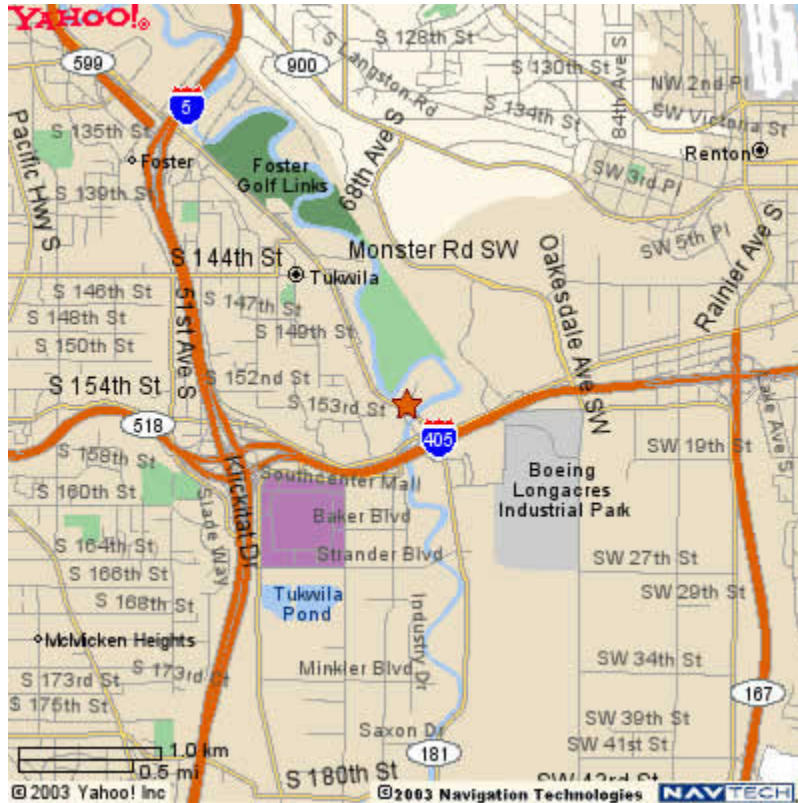 YAHOO!®
599
S 128th St
84th Ave S
S Langston Rd
900
S 130th St
NW 2nd Pl
5
S 134th St
SW Victoria St
Pacific Hwy S
S 135th St
Foster
Foster
Golf Links
68th Ave S
Renton
SW 3rd Pl
S 139th St
SW 5th Pl
Rainier Ave S
S 144th St
Monster Rd SW
Oakesdale Ave SW
Tukwila
S 146th St
51st Ave S
S 147th St
S 148th St
S 149th St
S 150th St
S 154th St
S 152nd St
S 153rd St
Lake Ave S
518
405
SW 19th St
S 158th St
Klickitat Dr
Southcenter Mall
Boeing
Longacres
Industrial Park
S 160th St
Slade Way
Baker Blvd
S 164th St
Strander Blvd
SW 27th St
S 166th St
S 168th St
Tukwila
Pond
Industry Dr
SW 29th St
McMicken Heights
S 173rd St
S 173rd Ct
Minkler Blvd
SW 34th St
S 175th St
167
Saxon Dr
SW 39th St
1.0 km
181
SW 41st St
0.5 mi
S 180th St
SW 43rd St
© 2003 Yahoo! Inc
©2003 Navigation Technologies
NAVTECH®